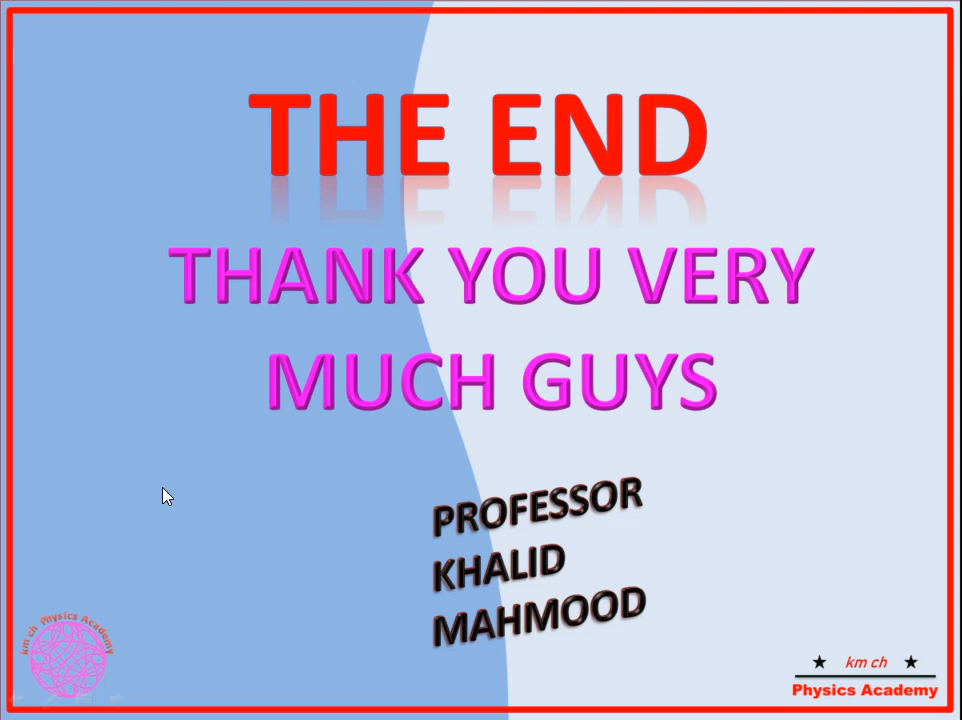 THE END
THANK YOU VERY
MUCH GUYS
PROFESSOR
KHALID
MAHMOOD
km ch Physics Academy
★ km ch ★
Physics Academy